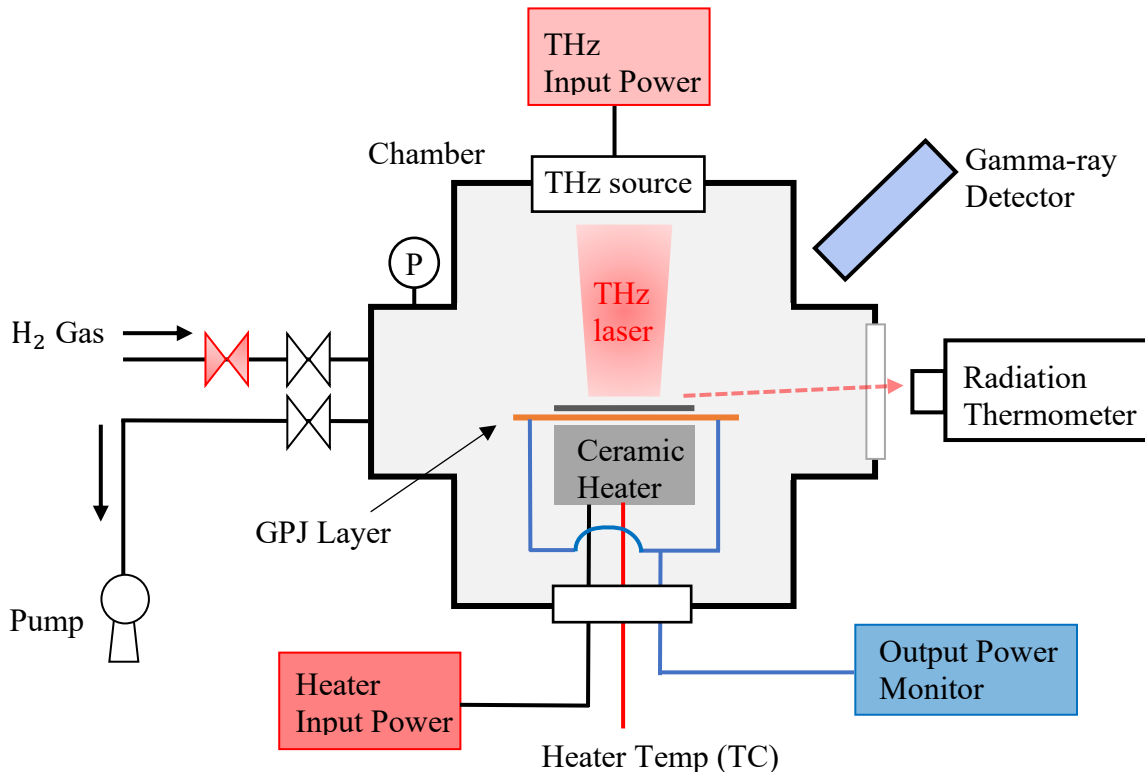 THz
Input Power
Chamber
THz source
Gamma-ray
Detector
P
THz
laser
H₂ Gas
Radiation
Thermometer
Ceramic
Heater
GPJ Layer
Pump
Output Power
Monitor
Heater
Input Power
Heater Temp (TC)